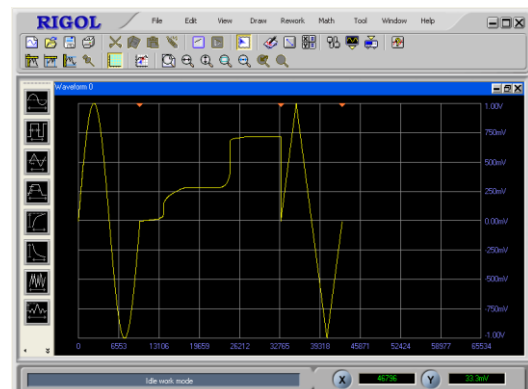 RIGOL File Edit View Draw Rework Math Tool Window Help
Waveform 0
1.00V
750mV
500mV
250mV
0.00mV
-250mV
-500mV
-750mV
-1.00V
0 6553 13106 19659 26212 32765 39318 45871 52424 58977 65534
Idle work mode X 46796 Y 33.3mV